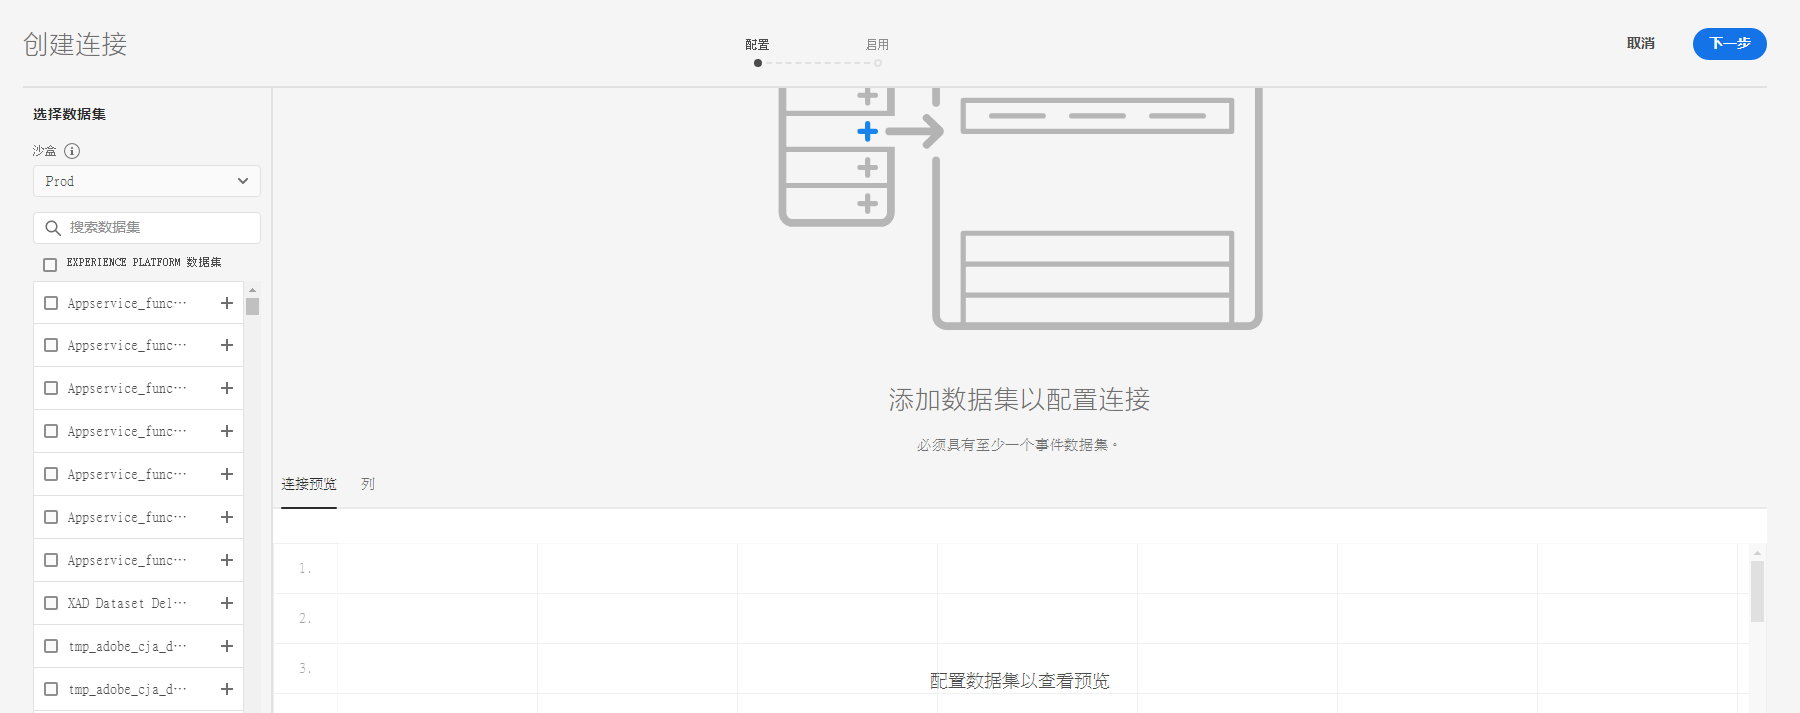 创建连接
配置
启用
取消
下一步
选择数据集
沙盒
Prod
搜索数据集
EXPERIENCE PLATFORM 数据集
Appservice_func…
Appservice_func…
Appservice_func…
Appservice_func…
Appservice_func…
Appservice_func…
Appservice_func…
XAD Dataset Del…
tmp_adobe_cja_d…
tmp_adobe_cja_d…
添加数据集以配置连接
必须具有至少一个事件数据集。
连接预览 列
1.
2.
3.
配置数据集以查看预览